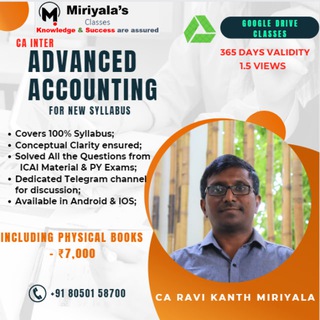 M Miriyala's
Classes
Knowledge & Success are assured
CA INTER
ADVANCED
ACCOUNTING
FOR NEW SYLLABUS
GOOGLE DRIVE
CLASSES
365 DAYS VALIDITY
1.5 VIEWS
• Covers 100% Syllabus;
• Conceptual Clarity ensured;
• Solved All the Questions from
ICAI Material & PY Exams;
• Dedicated Telegram channel
for discussion;
• Available in Android & IOS;
INCLUDING PHYSICAL BOOKS
- ₹7,000
+91 80501 58700
CA RAVI KANTH MIRIYALA